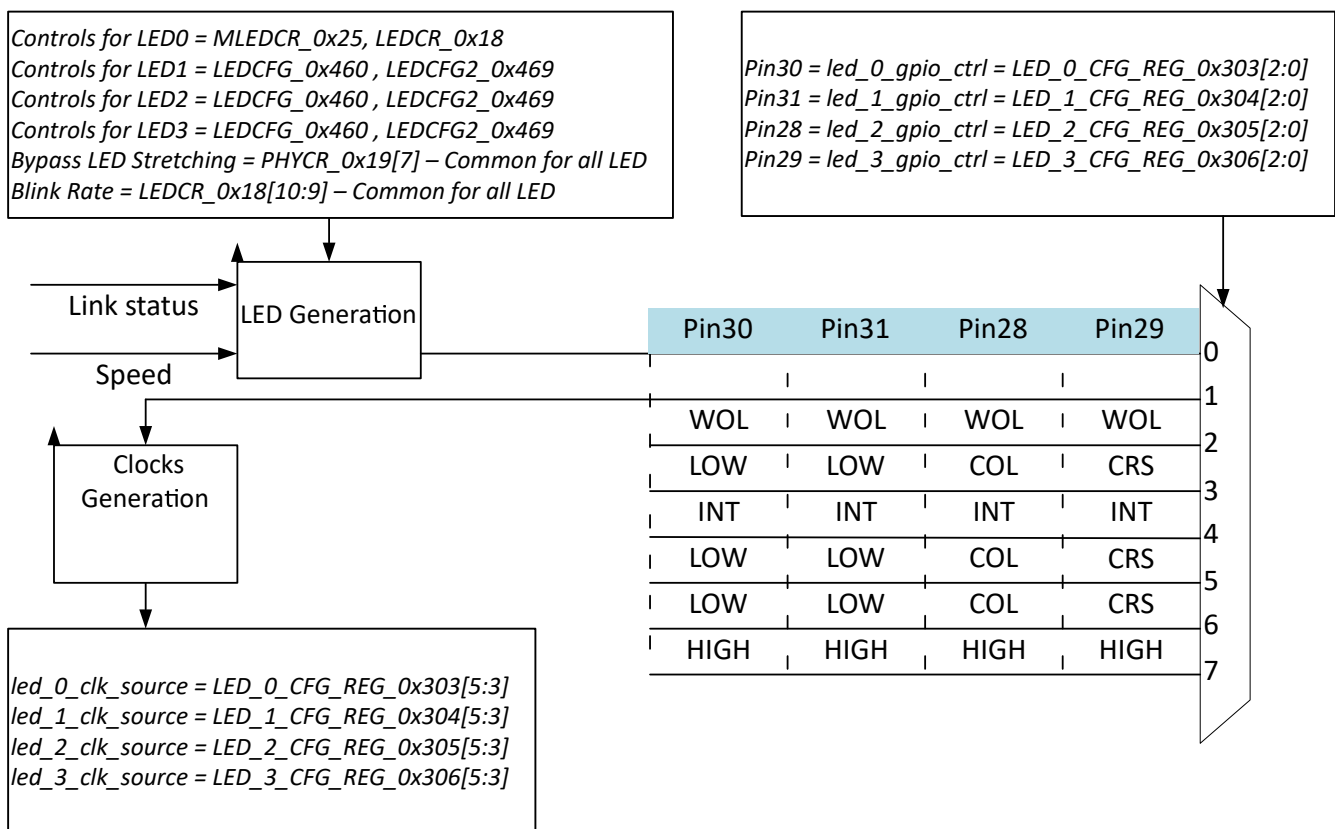 Controls for LED0 = MLEDCR_0x25, LEDCR_0x18
Controls for LED1 = LEDCFG_0x460 , LEDCFG2_0x469
Controls for LED2 = LEDCFG_0x460 , LEDCFG2_0x469
Controls for LED3 = LEDCFG_0x460 , LEDCFG2_0x469
Bypass LED Stretching = PHYCR_0x19[7] – Common for all LED
Blink Rate = LEDCR_0x18[10:9] – Common for all LED
Pin30 = led_0_gpio_ctrl = LED_0_CFG_REG_0x303[2:0]
Pin31 = led_1_gpio_ctrl = LED_1_CFG_REG_0x304[2:0]
Pin28 = led_2_gpio_ctrl = LED_2_CFG_REG_0x305[2:0]
Pin29 = led_3_gpio_ctrl = LED_3_CFG_REG_0x306[2:0]
Link status
LED Generation
Speed
Pin30 Pin31 Pin28 Pin29
0
1
WOL WOL WOL WOL
2
LOW LOW COL CRS
3
INT INT INT INT
4
LOW LOW COL CRS
5
LOW LOW COL CRS
6
HIGH HIGH HIGH HIGH
7
Clocks
Generation
led_0_clk_source = LED_0_CFG_REG_0x303[5:3]
led_1_clk_source = LED_1_CFG_REG_0x304[5:3]
led_2_clk_source = LED_2_CFG_REG_0x305[5:3]
led_3_clk_source = LED_3_CFG_REG_0x306[5:3]